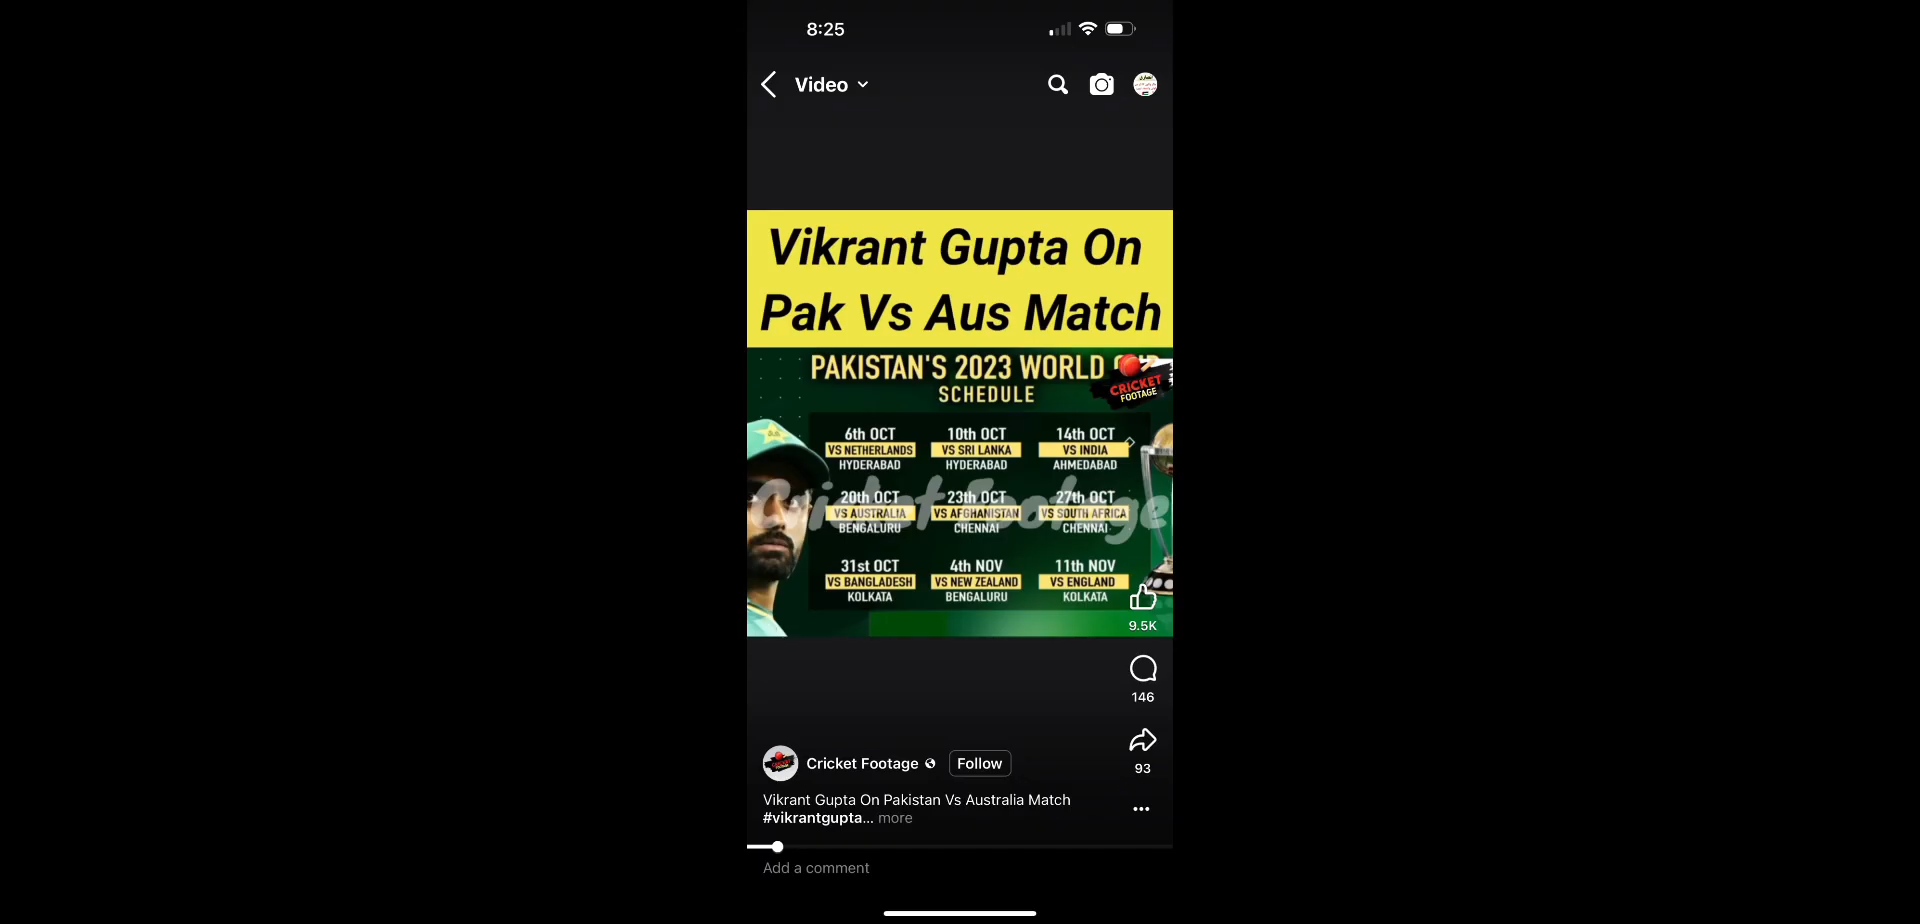 8:25
Video
Vikrant Gupta On
Pak Vs Aus Match
PAKISTAN'S 2023 WORLD
SCHEDULE
CRICKET
FOOTAGE
6th OCT
VS NETHERLANDS
HYDERABAD
10th OCT
VS SRI LANKA
HYDERABAD
14th OCT
VS INDIA
AHMEDABAD
Cricket Footage
20th OCT
VS AUSTRALIA
BENGALURU
23th OCT
VS AFGHANISTAN
CHENNAI
27th OCT
VS SOUTH AFRICA
CHENNAI
31st OCT
VS BANGLADESH
KOLKATA
4th NOV
VS NEW ZEALAND
BENGALURU
11th NOV
VS ENGLAND
KOLKATA
9.5K
146
93
Cricket Footage
Follow
Vikrant Gupta On Pakistan Vs Australia Match
#vikrantgupta... more
Add a comment